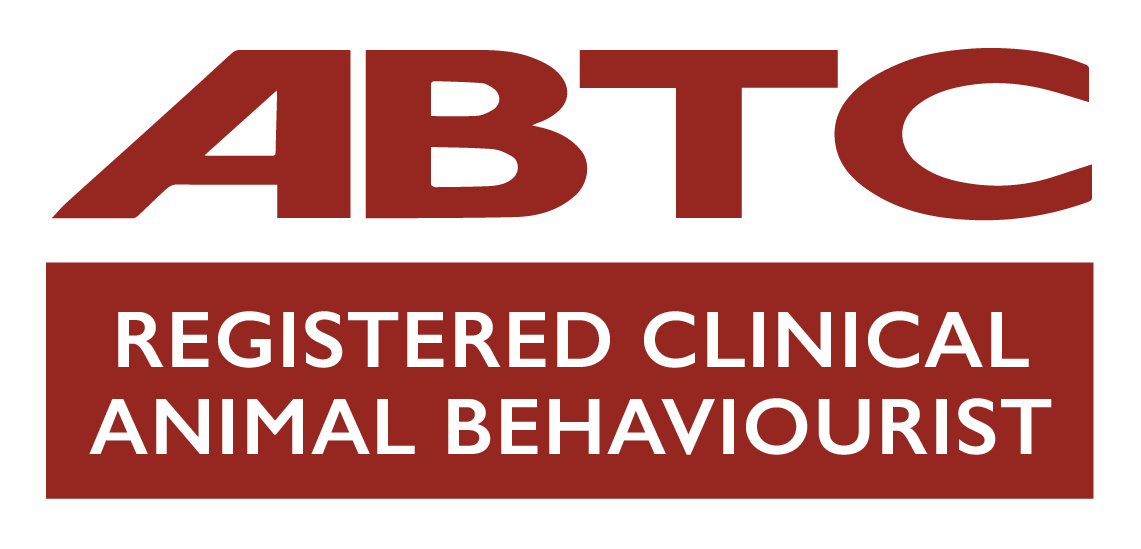 ABTC
REGISTERED CLINICAL
ANIMAL BEHAVIOURIST